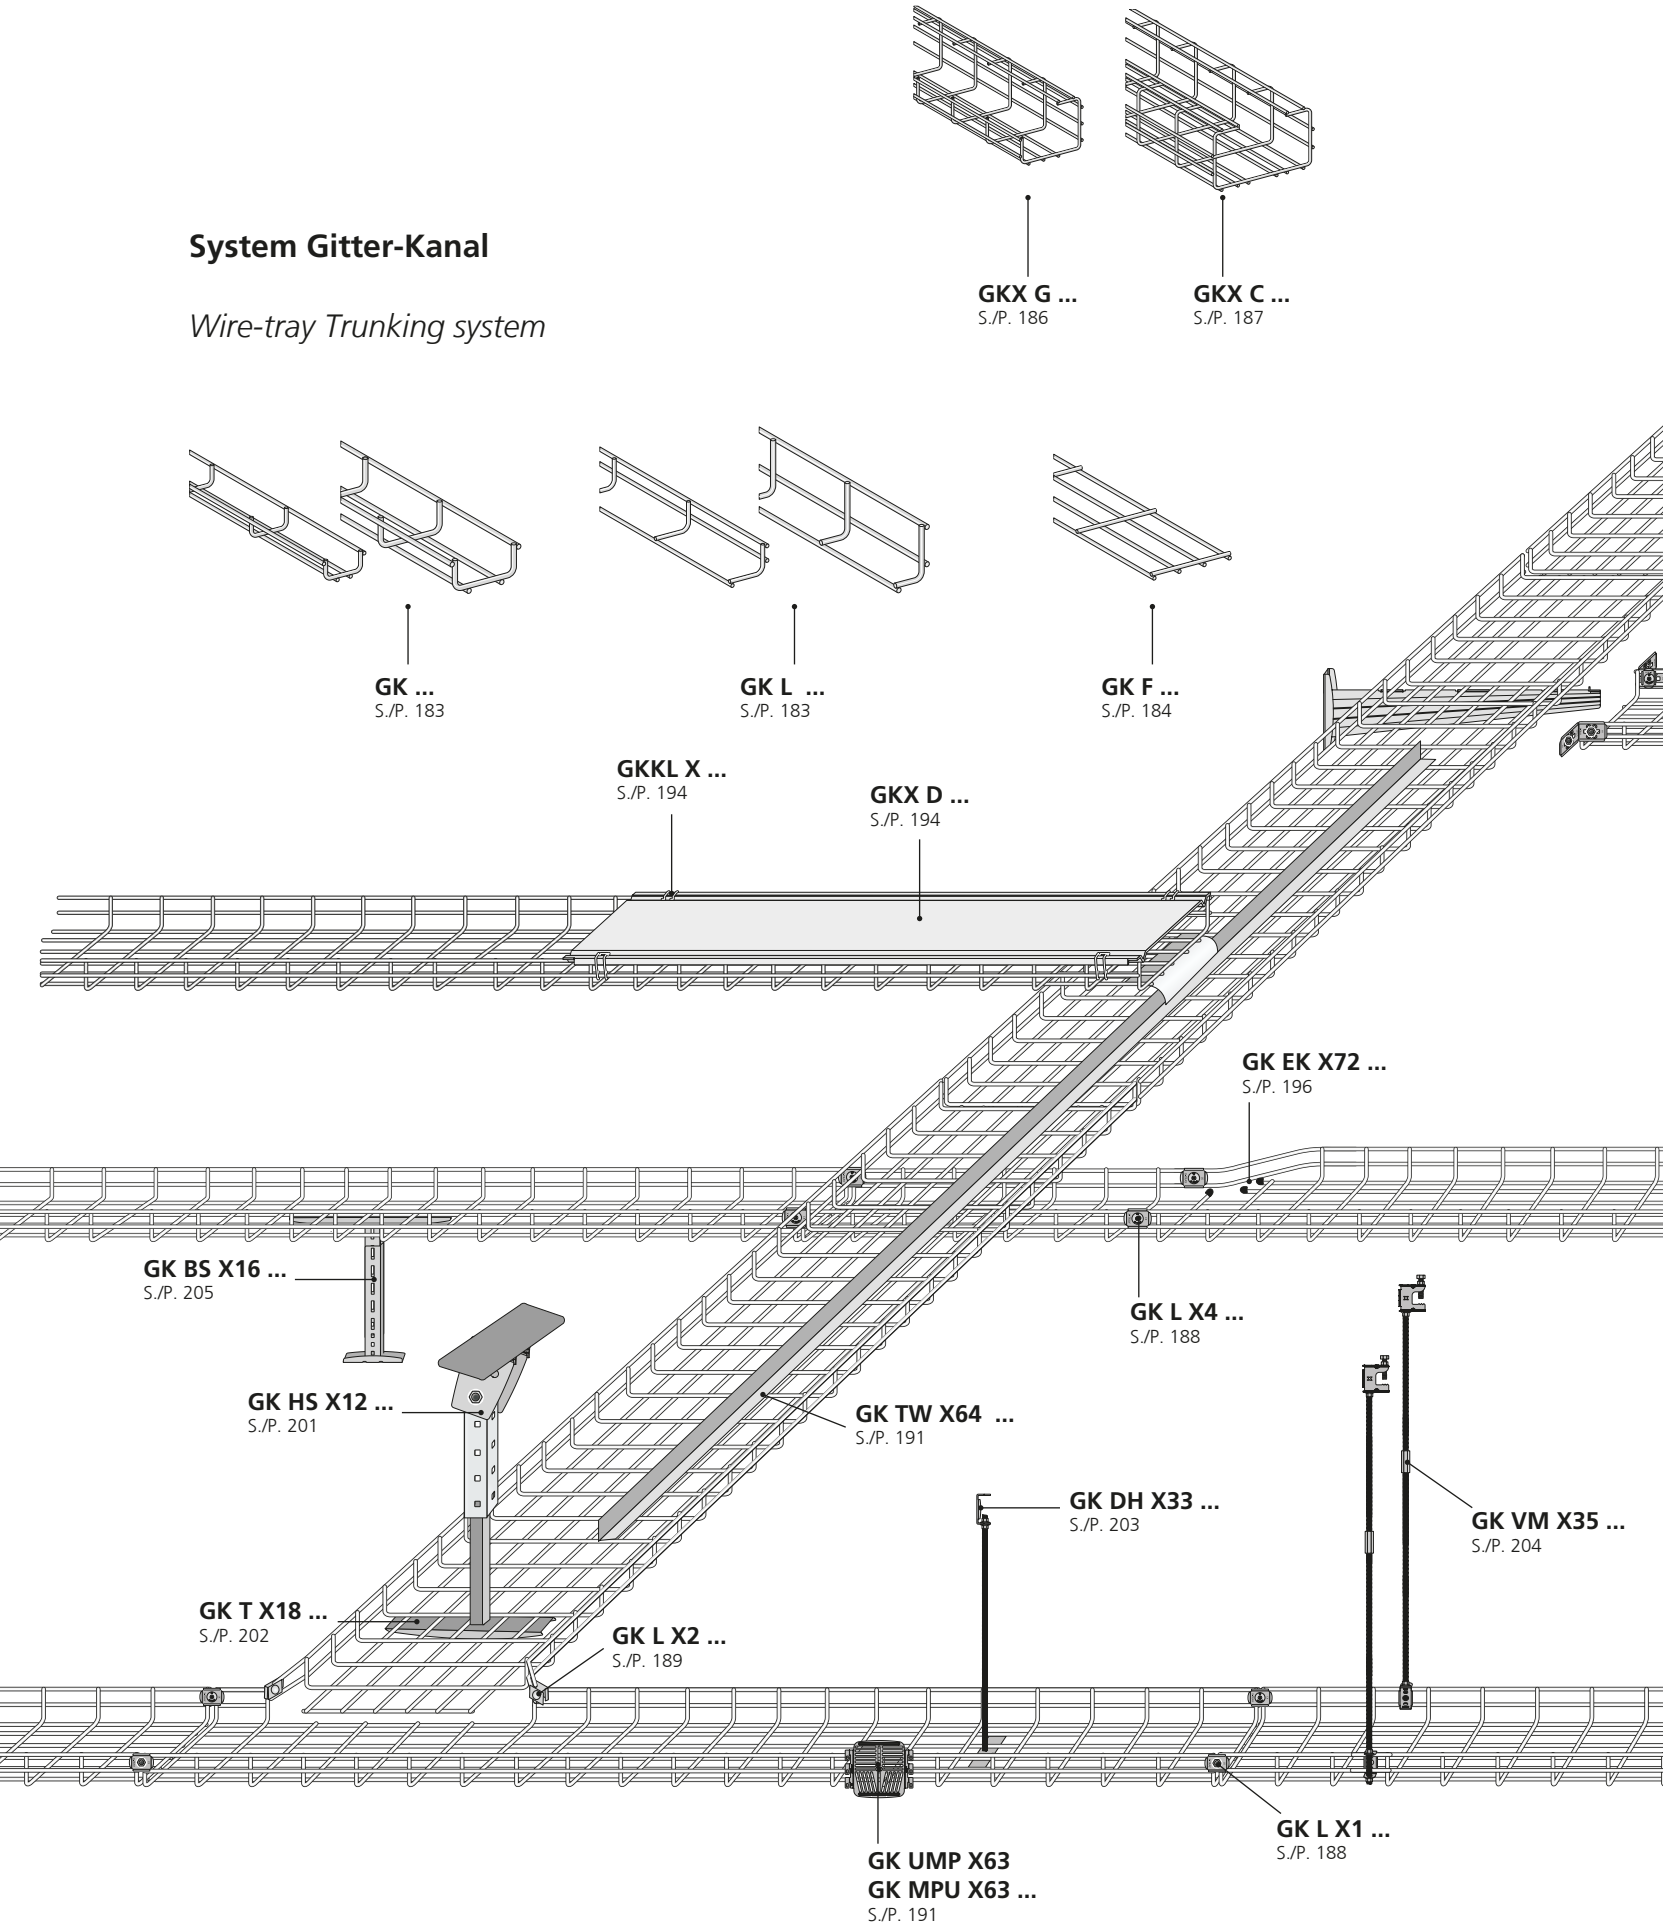 System Gitter-Kanal
Wire-tray Trunking system
GKX G ...
S./P. 186
GKX C ...
S./P. 187
GK ...
S./P. 183
GK L ...
S./P. 183
GK F ...
S./P. 184
GKKL X ...
S./P. 194
GKX D ...
S./P. 194
GK EK X72 ...
S./P. 196
GK BS X16 ...
S./P. 205
GK L X4 ...
S./P. 188
GK HS X12 ...
S./P. 201
GK TW X64 ...
S./P. 191
GK DH X33 ...
S./P. 203
GK VM X35 ...
S./P. 204
GK T X18 ...
S./P. 202
GK L X2 ...
S./P. 189
GK L X1 ...
S./P. 188
GK UMP X63
GK MPU X63 ...
S./P. 191